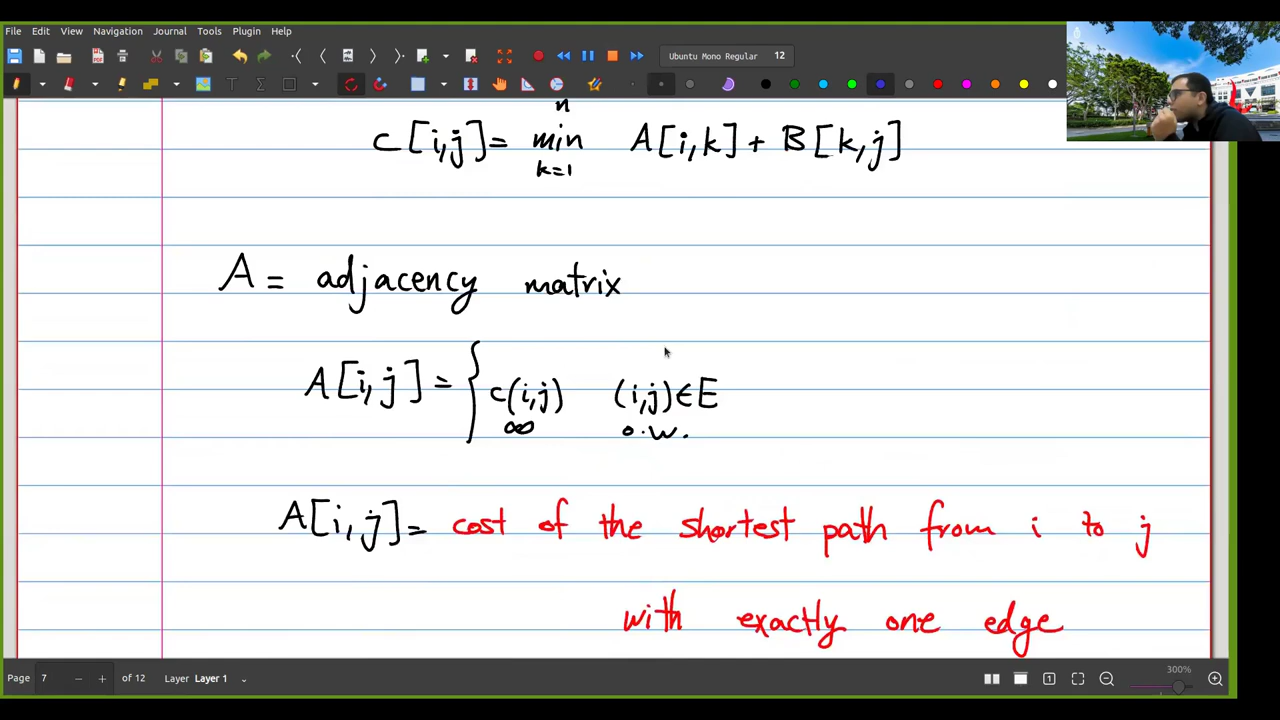 File Edit View Navigation Journal Tools Plugin Help
Ubuntu Mono Regular 12
n
C[i,j]= min A[i,k]+ B[k,j]
k=1
A = adjacency matrix
A[i,j]= { c(i,j) (i,j)∈E
∞ o.w.
A[i,j]= cost of the shortest path from i to j
with exactly one edge
Page 7 of 12 Layer Layer 1 300%